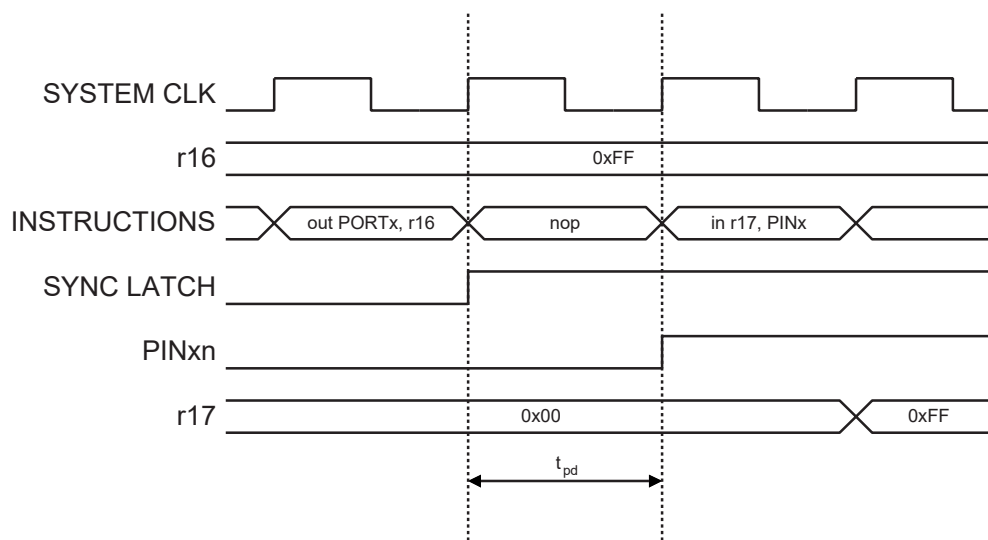 SYSTEM CLK
r16
0xFF
INSTRUCTIONS
out PORTx, r16
nop
in r17, PINx
SYNC LATCH
PINxn
r17
0x00
0xFF
tpd